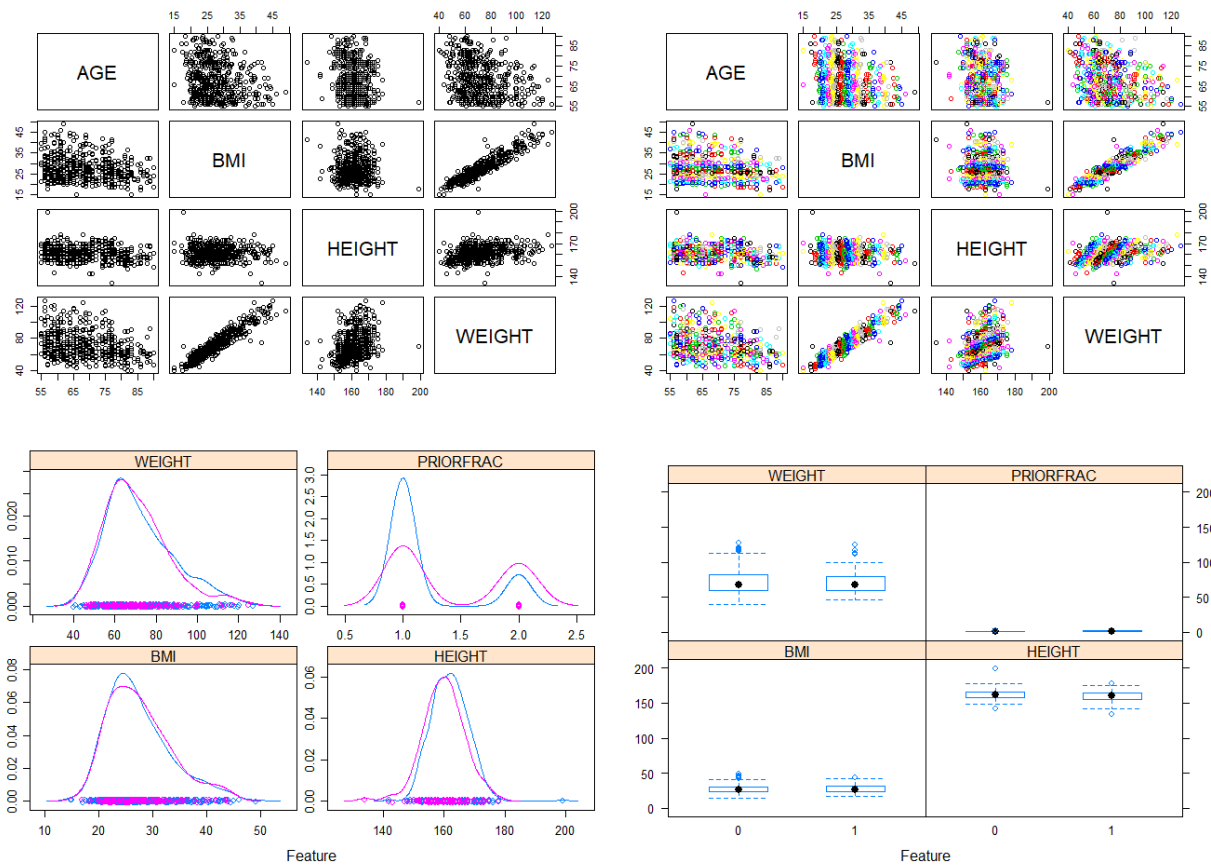 15 25 35 45 40 60 80 100 120
AGE
55 65 75 85
15 25 35 45
BMI
HEIGHT
140 170 200
40 80 120
WEIGHT
55 65 75 85 140 160 180 200
15 25 35 45 40 60 80 100 120
AGE
55 65 75 85
15 25 35 45
BMI
HEIGHT
140 170 200
40 80 120
WEIGHT
55 65 75 85 140 160 180 200
WEIGHT PRIORFRAC
0.000 0.010 0.020
0.0 0.5 1.0 1.5 2.0 2.5 3.0
40 60 80 100 120 140 0.5 1.0 1.5 2.0 2.5
BMI HEIGHT
0.00 0.02 0.04 0.06 0.08
0.00 0.02 0.04 0.06
10 20 30 40 50 140 160 180 200
Feature
WEIGHT PRIORFRAC
200
150
100
50
0
BMI HEIGHT
200
150
100
50
0
0 1 0 1
Feature